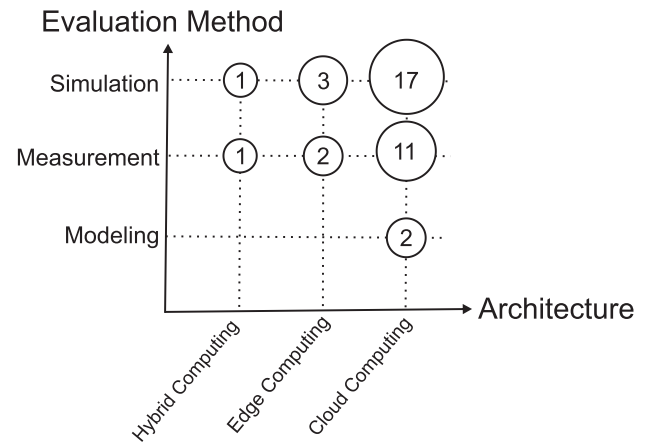 Evaluation Method
Simulation 1 3 17
Measurement 1 2 11
Modeling 2
Architecture
Hybrid Computing
Edge Computing
Cloud Computing